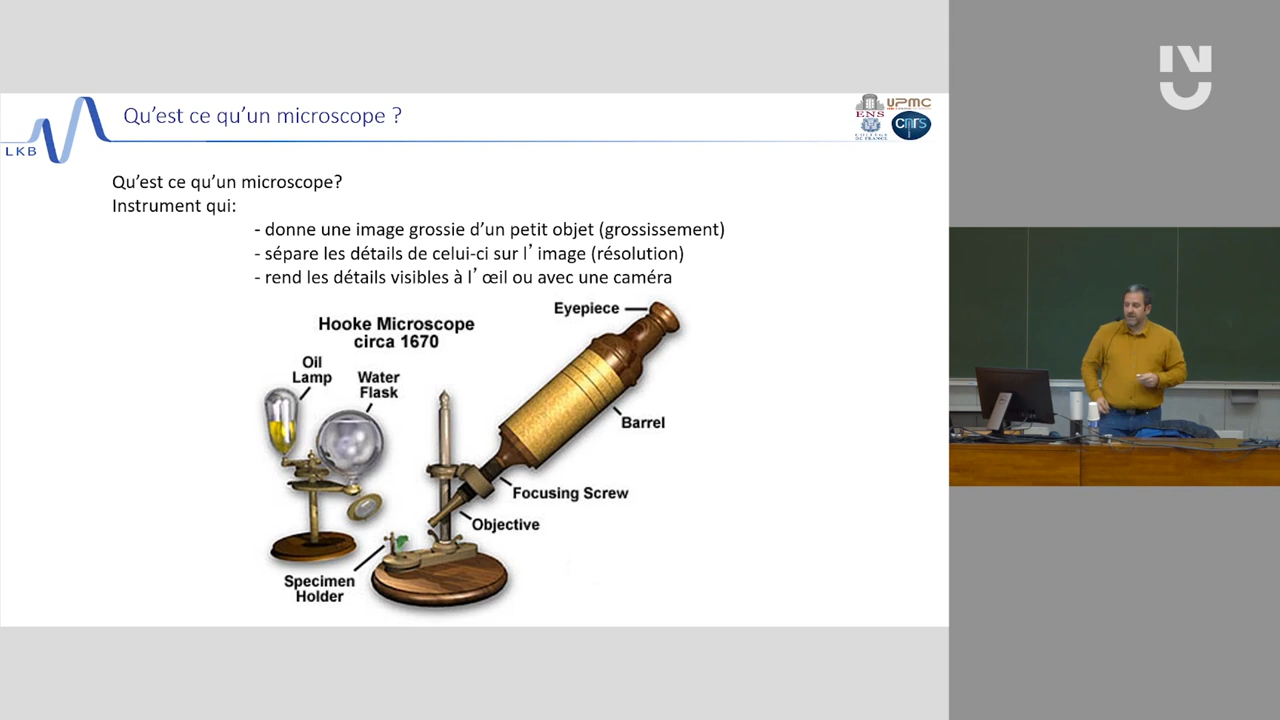 Qu’est ce qu’un microscope ?
LKB
ENS
UPMC
COLLÈGE
DE FRANCE
cnrs
Qu’est ce qu’un microscope?
Instrument qui:
- donne une image grossie d’un petit objet (grossissement)
- sépare les détails de celui-ci sur l’ image (résolution)
- rend les détails visibles à l’ œil ou avec une caméra
Hooke Microscope
circa 1670
Eyepiece
Oil
Lamp
Water
Flask
Barrel
Focusing Screw
Objective
Specimen
Holder